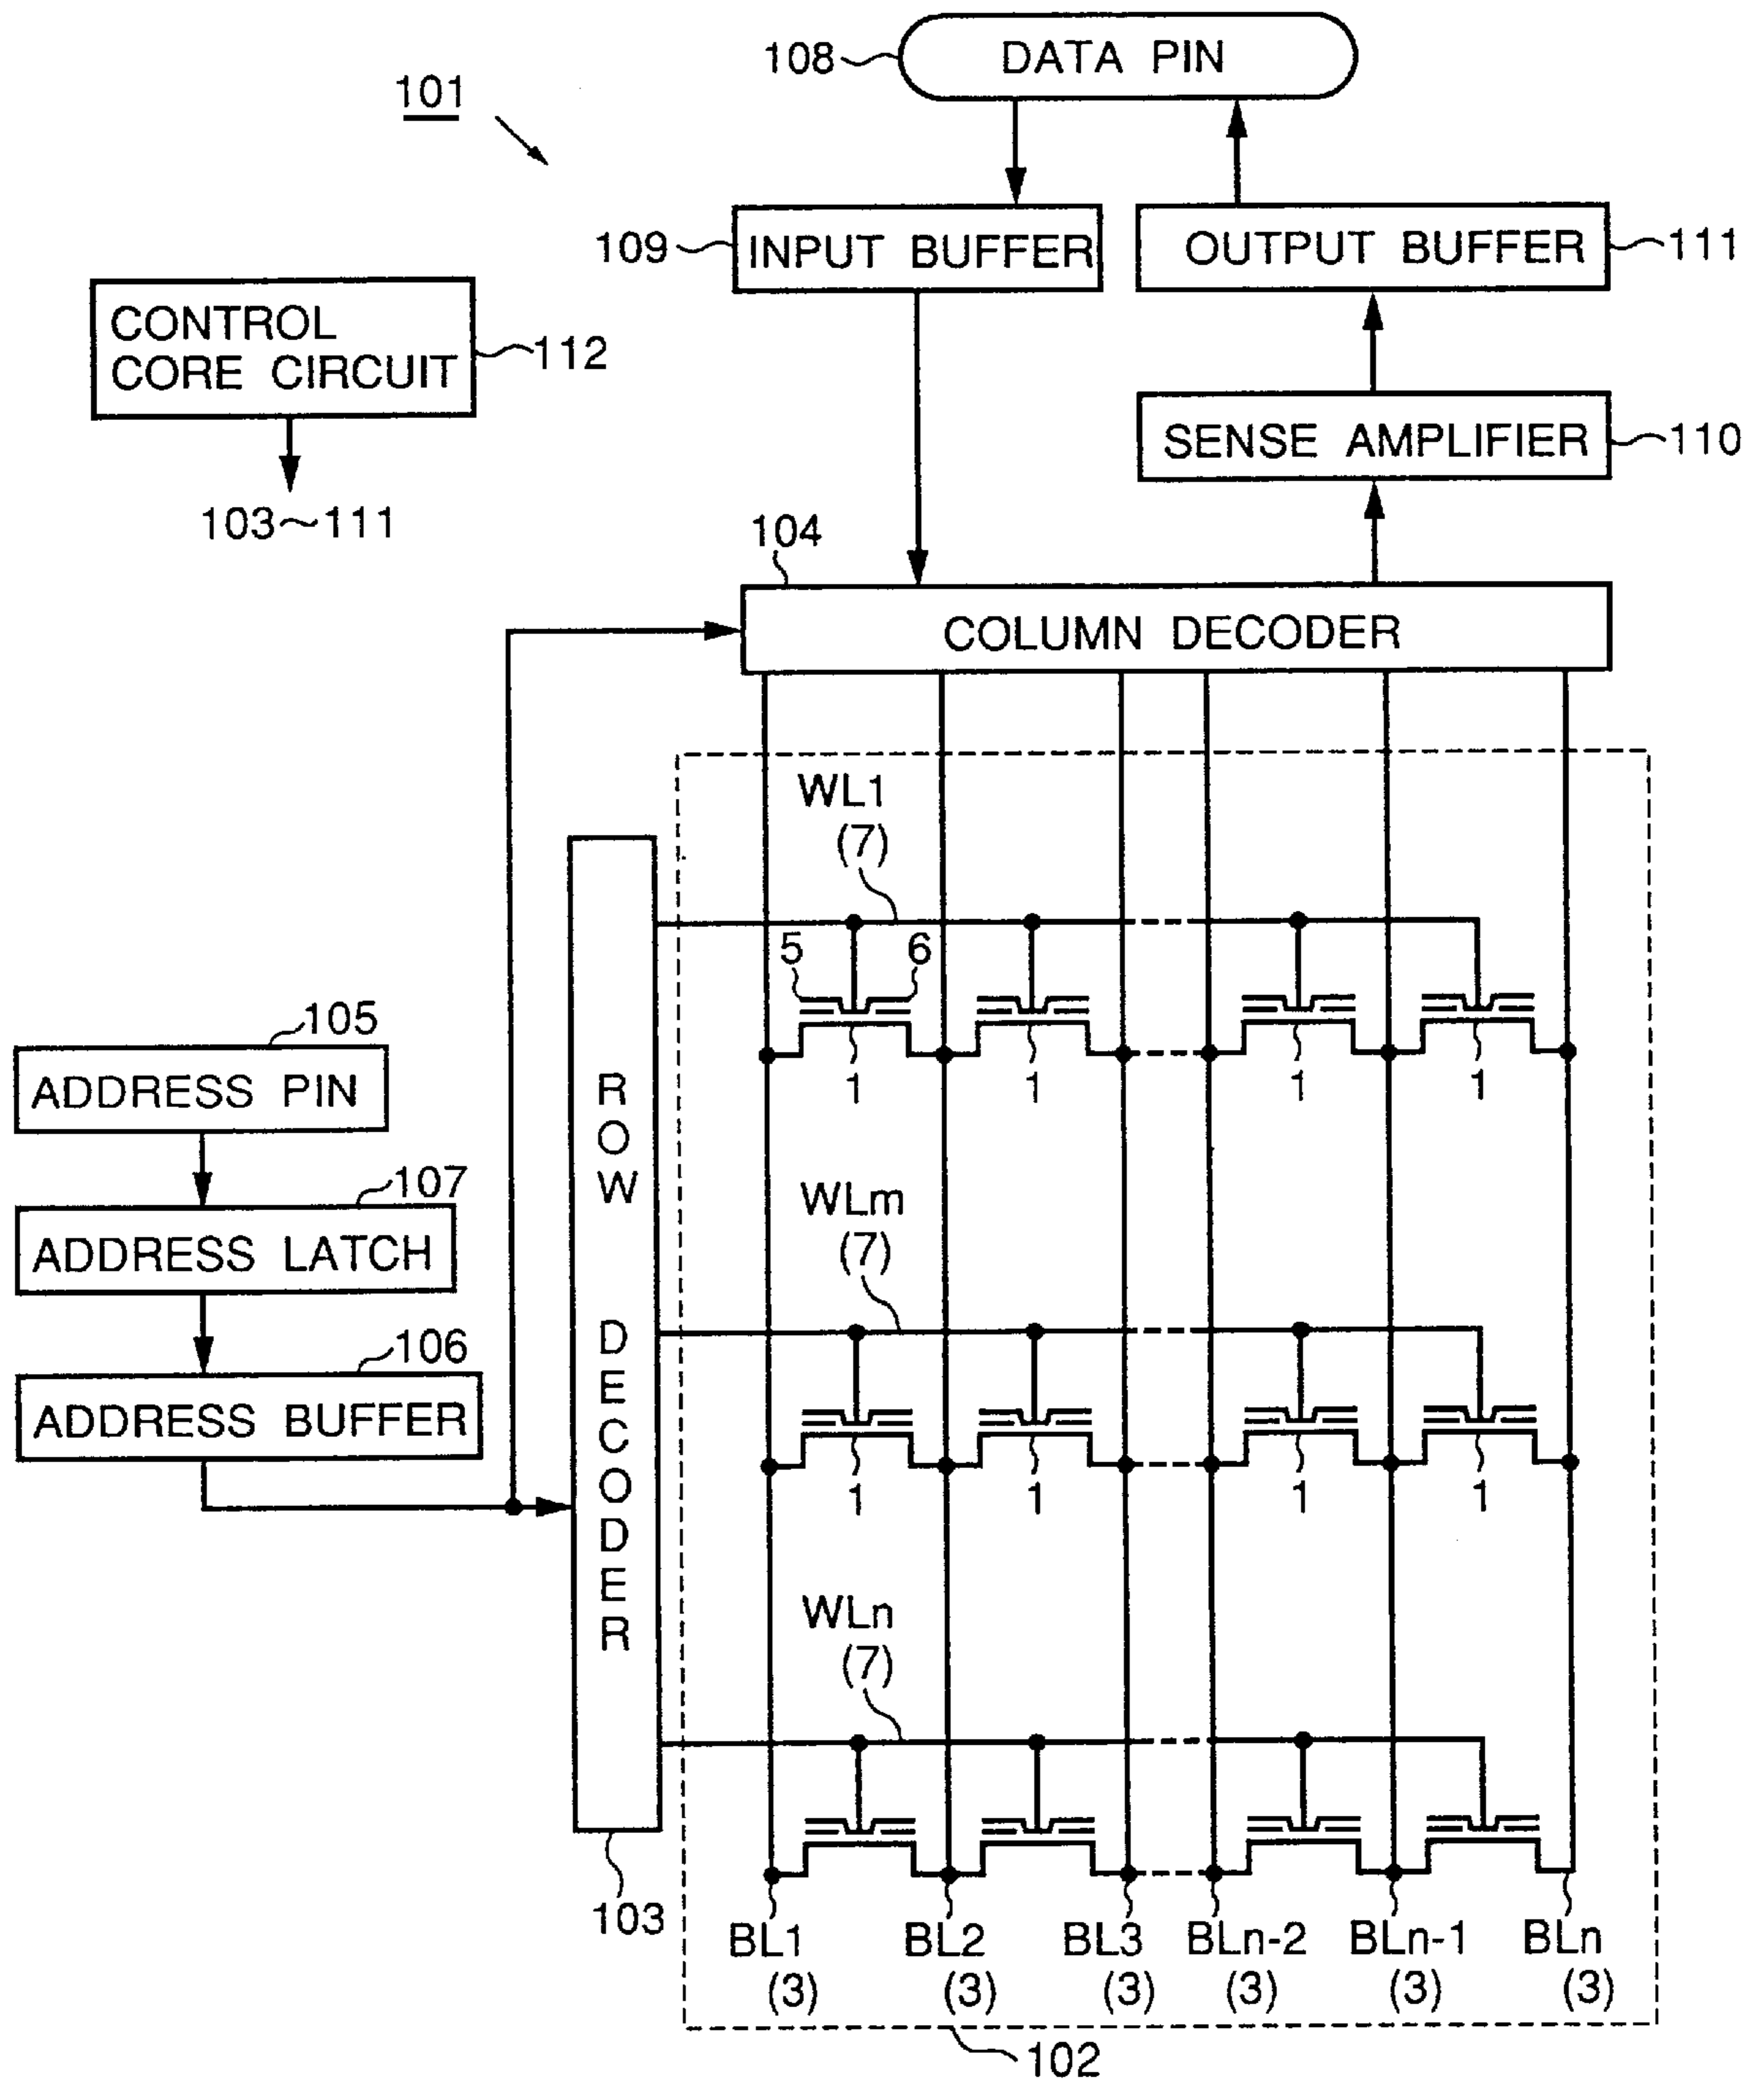 108
DATA PIN
101
109
INPUT BUFFER
OUTPUT BUFFER
111
CONTROL
CORE CIRCUIT
112
103~111
SENSE AMPLIFIER
110
104
COLUMN DECODER
WL1
(7)
5
6
1
1
1
1
105
ADDRESS PIN
107
ADDRESS LATCH
106
ADDRESS BUFFER
ROW DECODER
WLm
(7)
1
1
1
1
WLn
(7)
103
BL1
BL2
BL3
BLn-2
BLn-1
BLn
(3)
(3)
(3)
(3)
(3)
(3)
102